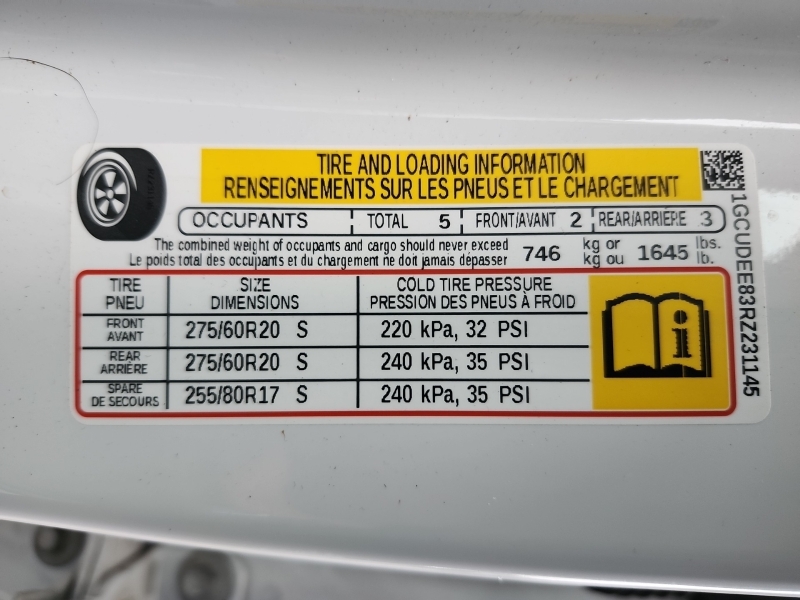 TIRE AND LOADING INFORMATION
RENSEIGNEMENTS SUR LES PNEUS ET LE CHARGEMENT
OCCUPANTS TOTAL 5 FRONT/AVANT 2 REAR/ARRIÉRE 3
The combined weight of occupants and cargo should never exceed 746 kg or 1645 lbs.
Le poids total des occupants et du chargement ne doit jamais dépasser kg ou lb.
TIRE SIZE COLD TIRE PRESSURE
PNEU DIMENSIONS PRESSION DES PNEUS À FROID
FRONT
AVANT 275/60R20 S 220 kPa, 32 PSI
REAR
ARRIÈRE 275/60R20 S 240 kPa, 35 PSI
SPARE
DE SECOURS 255/80R17 S 240 kPa, 35 PSI
1GCUDEE83RZ231145